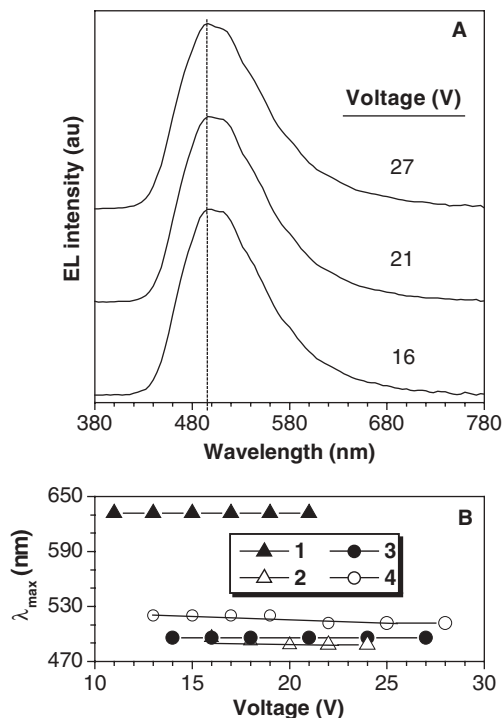 A
Voltage (V)
27
21
16
EL intensity (au)
380 480 580 680 780
Wavelength (nm)
650
590
530
470
B
1 3
2 4
λmax (nm)
10 15 20 25 30
Voltage (V)